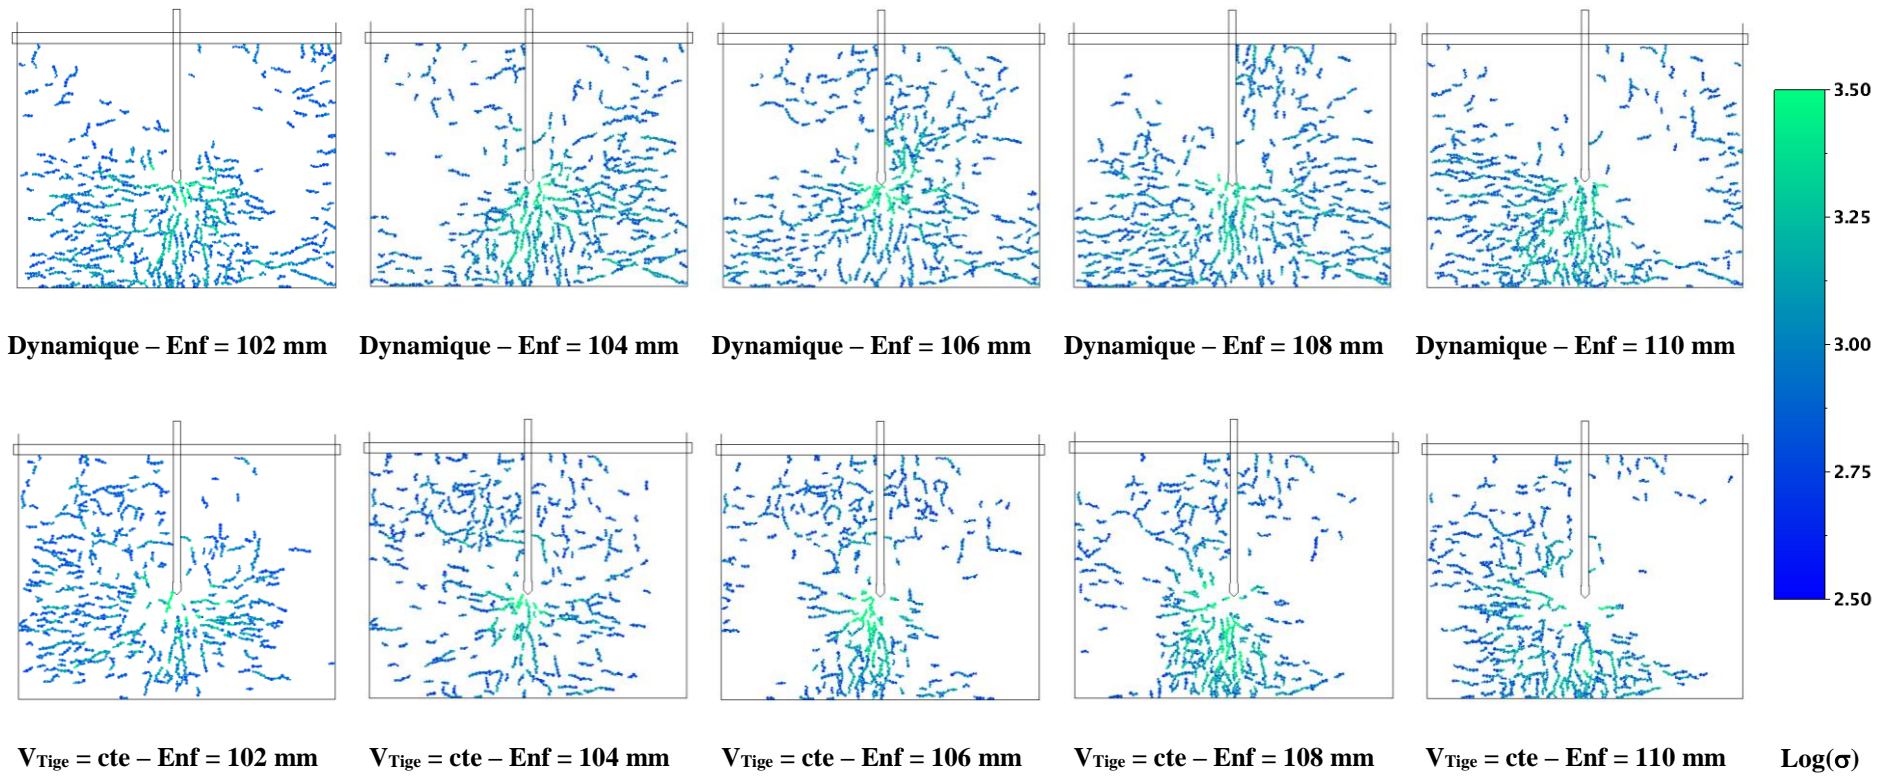 3.50
3.25
3.00
2.75
2.50
Dynamique – Enf = 102 mm
Dynamique – Enf = 104 mm
Dynamique – Enf = 106 mm
Dynamique – Enf = 108 mm
Dynamique – Enf = 110 mm
VTige = cte – Enf = 102 mm
VTige = cte – Enf = 104 mm
VTige = cte – Enf = 106 mm
VTige = cte – Enf = 108 mm
VTige = cte – Enf = 110 mm
Log(σ)